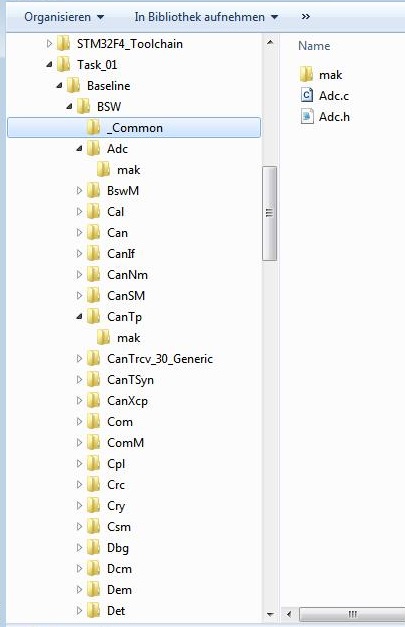 Organisieren In Bibliothek aufnehmen »
STM32F4_Toolchain
Task_01
Baseline
BSW
_Common
Adc
mak
BswM
Cal
Can
CanIf
CanNm
CanSM
CanTp
mak
CanTrcv_30_Generic
CanTSyn
CanXcp
Com
ComM
Cpl
Crc
Cry
Csm
Dbg
Dcm
Dem
Det
Name
mak
Adc.c
Adc.h